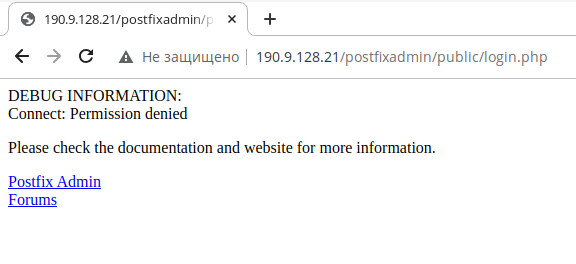 190.9.128.21/postfixadmin/p
Не защищено 190.9.128.21/postfixadmin/public/login.php
DEBUG INFORMATION:
Connect: Permission denied
Please check the documentation and website for more information.
Postfix Admin
Forums